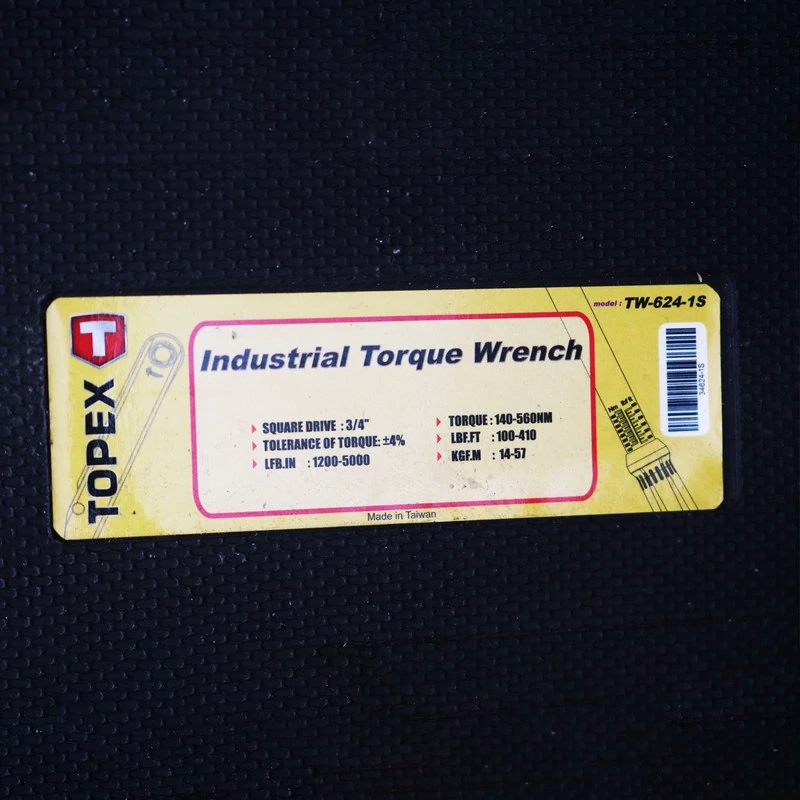 T
TOPEX
model : TW-624-1S
34624-1S
Industrial Torque Wrench
SQUARE DRIVE : 3/4"
TOLERANCE OF TORQUE: ±4%
LFB.IN : 1200-5000
TORQUE : 140-560NM
LBF.FT : 100-410
KGF.M : 14-57
Made in Taiwan